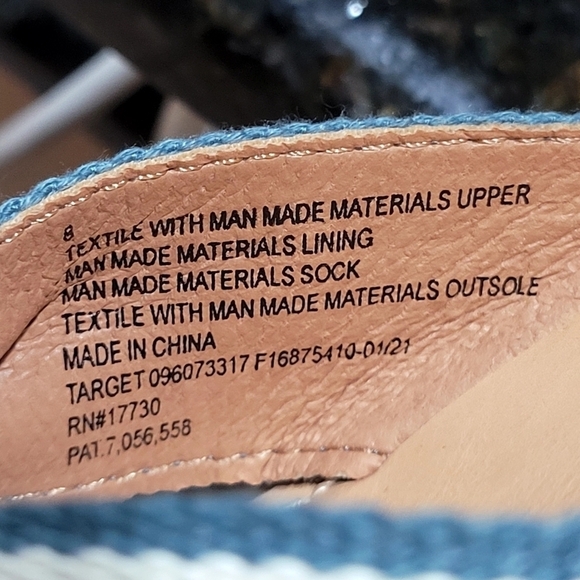 8
TEXTILE WITH MAN MADE MATERIALS UPPER
MAN MADE MATERIALS LINING
MAN MADE MATERIALS SOCK
TEXTILE WITH MAN MADE MATERIALS OUTSOLE
MADE IN CHINA
TARGET 096073317 F16875410-01/21
RN#17730
PAT.7,056,558